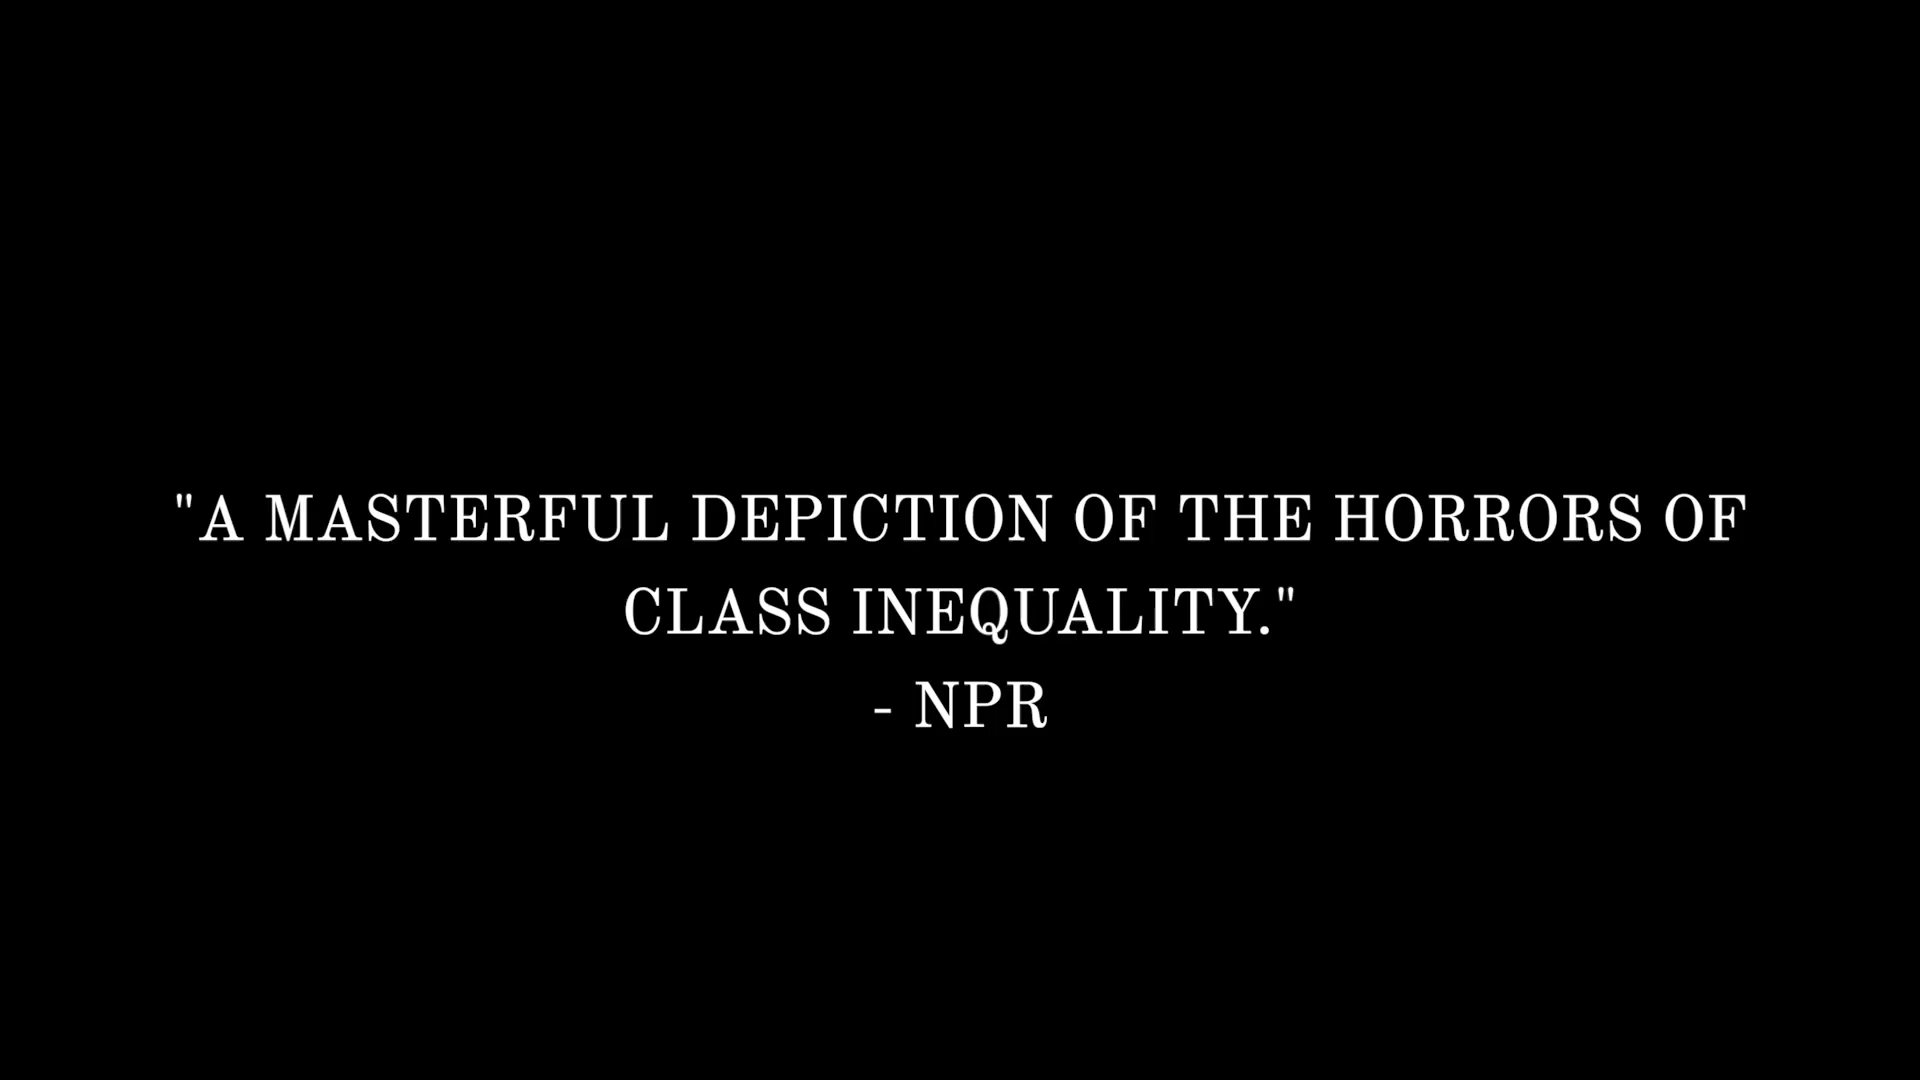 "A MASTERFUL DEPICTION OF THE HORRORS OF
CLASS INEQUALITY."
- NPR